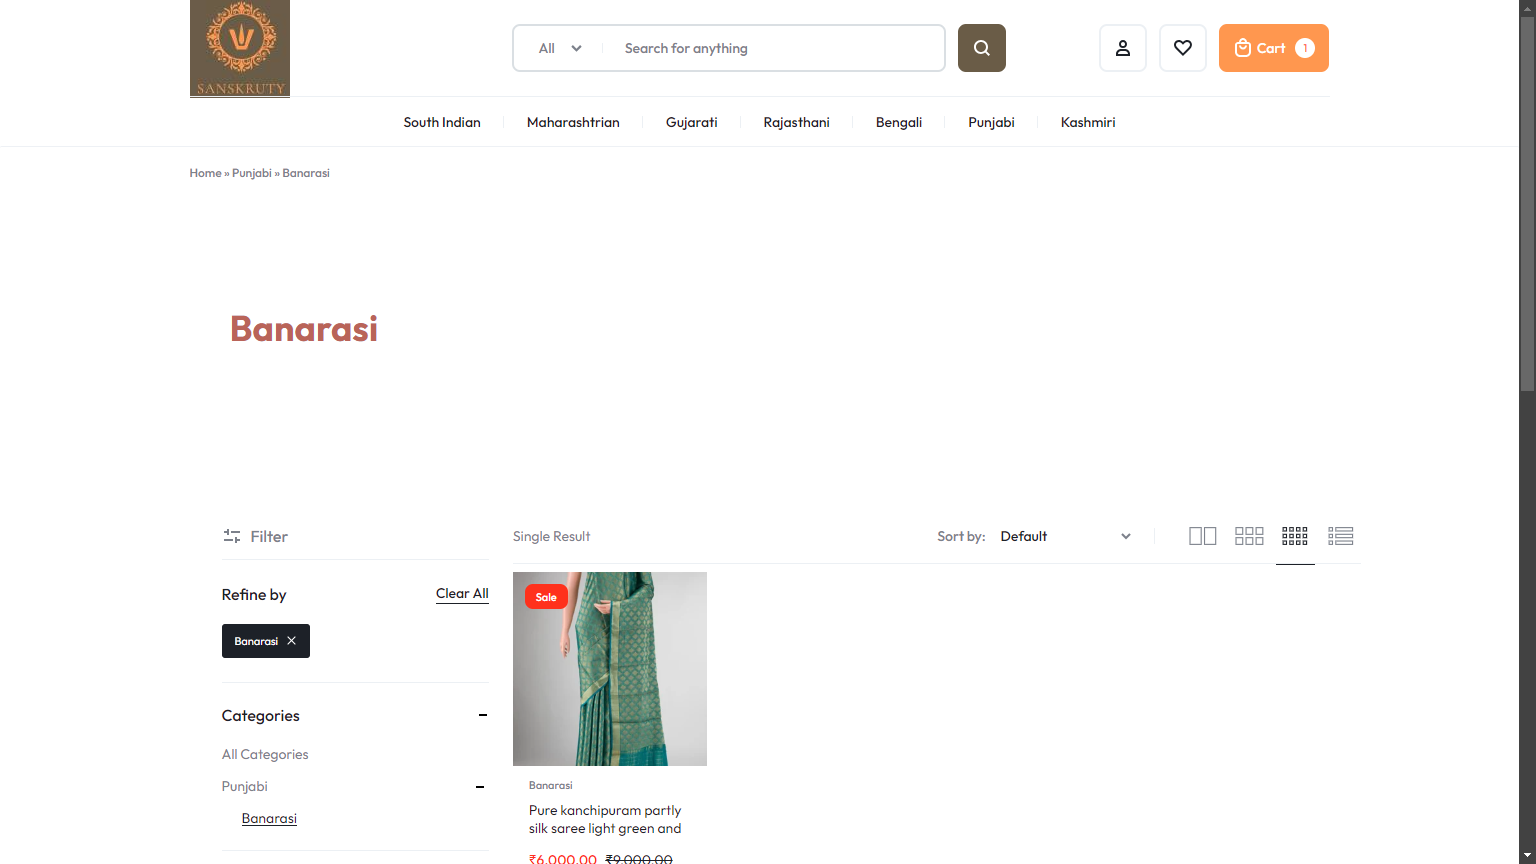 SANSKRUTY
All
Search for anything
Cart 1
South Indian
Maharashtrian
Gujarati
Rajasthani
Bengali
Punjabi
Kashmiri
Home » Punjabi » Banarasi
Banarasi
Filter
Single Result
Sort by: Default
Refine by
Clear All
Banarasi
Categories
All Categories
Punjabi
Banarasi
Sale
Banarasi
Pure kanchipuram partly
silk saree light green and
₹6,000.00 ₹9,000.00